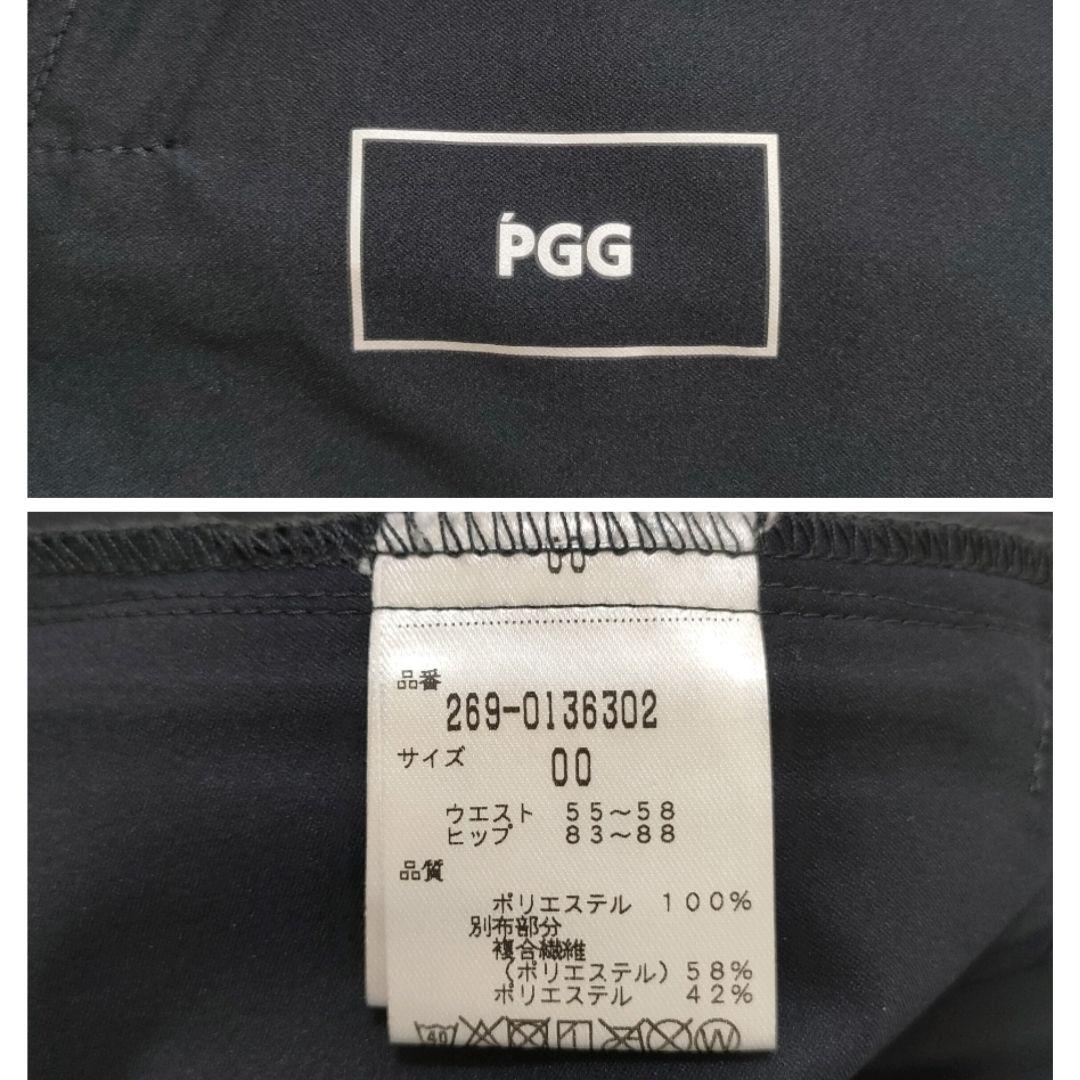 ṔGG
00
品番
269-0136302
サイズ
00
ウエスト 55~58
ヒップ 83~88
品質
ポリエステル 100%
別布部分
複合繊維
(ポリエステル) 58%
ポリエステル 42%
40 W